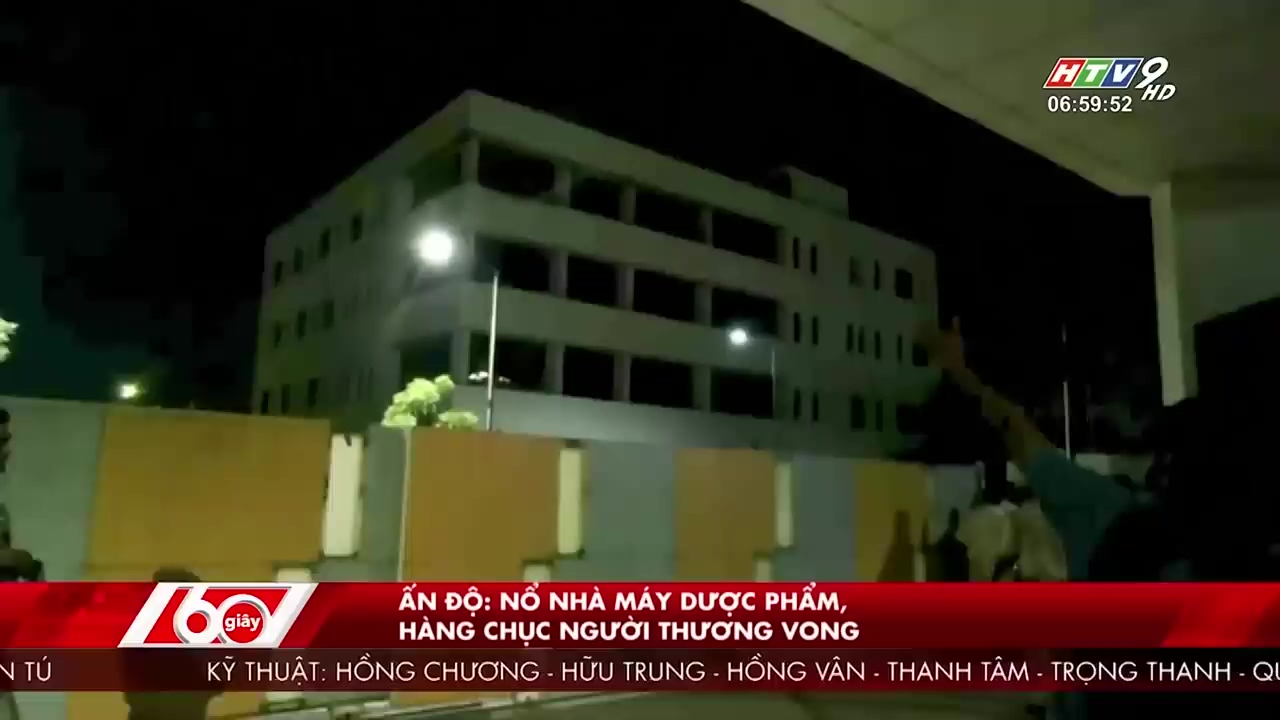 HTV9
HD
06:59:52
60 giây
ẤN ĐỘ: NỔ NHÀ MÁY DƯỢC PHẨM,
HÀNG CHỤC NGƯỜI THƯƠNG VONG
N TÚ KỸ THUẬT: HỒNG CHƯƠNG - HỮU TRUNG - HỒNG VÂN - THANH TÂM - TRỌNG THANH - QU